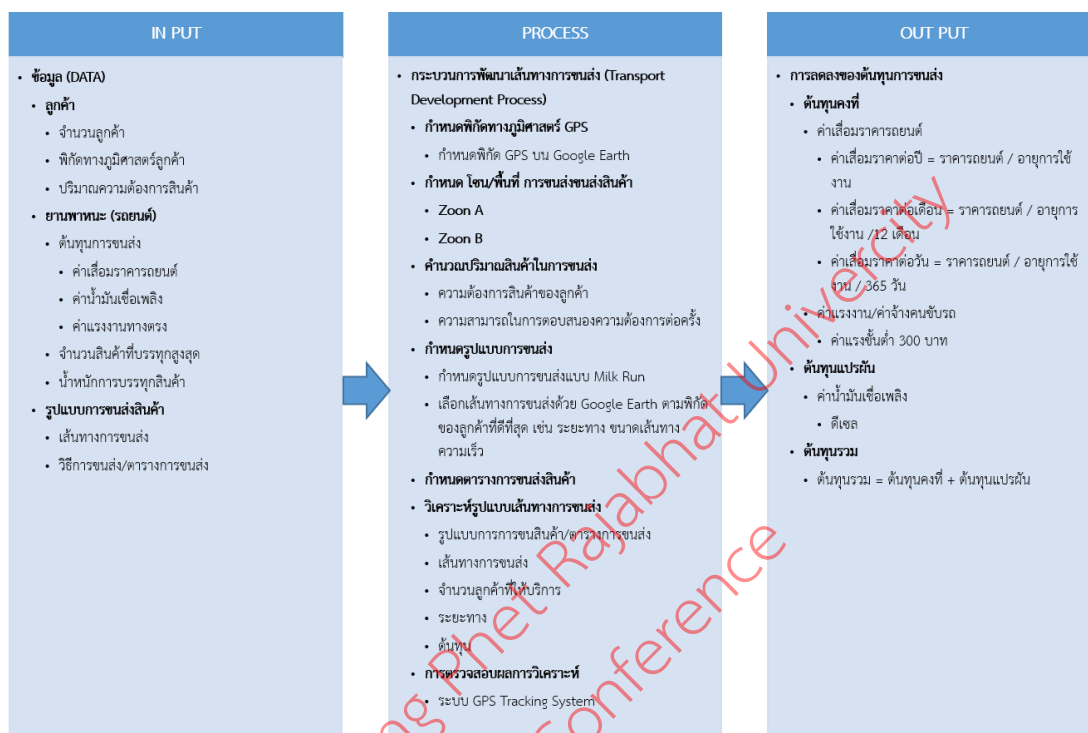 IN PUT
• ข้อมูล (DATA)
• ลูกค้า
• จำนวนลูกค้า
• พิกัดทางภูมิศาสตร์ลูกค้า
• ปริมาณความต้องการสินค้า
• ยานพาหนะ (รถยนต์)
• ต้นทุนการขนส่ง
• ค่าเสื่อมราคารถยนต์
• ค่าน้ำมันเชื้อเพลิง
• ค่าแรงงานทางตรง
• จำนวนสินค้าที่บรรทุกสูงสุด
• น้ำหนักการบรรทุกสินค้า
• รูปแบบการขนส่งสินค้า
• เส้นทางการขนส่ง
• วิธีการขนส่ง/ตารางการขนส่ง
PROCESS
• กระบวนการพัฒนาเส้นทางการขนส่ง (Transport
Development Process)
• กำหนดพิกัดทางภูมิศาสตร์ GPS
• กำหนดพิกัด GPS บน Google Earth
• กำหนด โซน/พื้นที่ การขนส่งขนส่งสินค้า
• Zoon A
• Zoon B
• คำนวณปริมาณสินค้าในการขนส่ง
• ความต้องการสินค้าของลูกค้า
• ความสามารถในการตอบสนองความต้องการต่อครั้ง
• กำหนดรูปแบบการขนส่ง
• กำหนดรูปแบบการขนส่งแบบ Milk Run
• เลือกเส้นทางการขนส่งด้วย Google Earth ตามพิกัด
ของลูกค้าที่ดีที่สุด เช่น ระยะทาง ขนาดเส้นทาง
ความเร็ว
• กำหนดตารางการขนส่งสินค้า
• วิเคราะห์รูปแบบเส้นทางการขนส่ง
• รูปแบบการการขนสินค้า/ตารางการขนส่ง
• เส้นทางการขนส่ง
• จำนวนลูกค้าที่ให้บริการ
• ระยะทาง
• ต้นทุน
• การตรวจสอบผลการวิเคราะห์
• ระบบ GPS Tracking System
OUT PUT
• การลดลงของต้นทุนการขนส่ง
• ต้นทุนคงที่
• ค่าเสื่อมราคารถยนต์
• ค่าเสื่อมราคาต่อปี = ราคารถยนต์ / อายุการใช้
งาน
• ค่าเสื่อมราคาต่อเดือน = ราคารถยนต์ / อายุการ
ใช้งาน /12 เดือน
• ค่าเสื่อมราคาต่อวัน = ราคารถยนต์ / อายุการใช้
งาน / 365 วัน
• ค่าแรงงาน/ค่าจ้างคนขับรถ
• ค่าแรงขั้นต่ำ 300 บาท
• ต้นทุนแปรผัน
• ค่าน้ำมันเชื้อเพลิง
• ดีเซล
• ต้นทุนรวม
• ต้นทุนรวม = ต้นทุนคงที่ + ต้นทุนแปรผัน
ng Phet Rajabhat Univercity
Conference